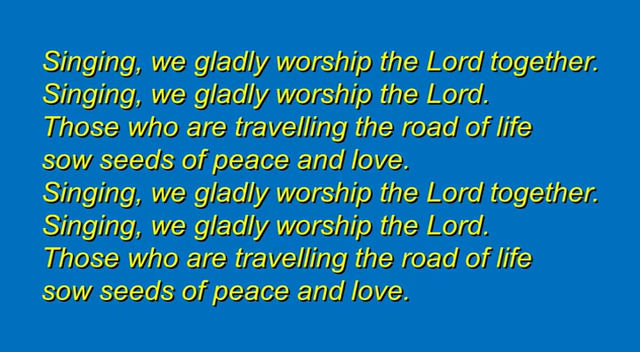 Singing, we gladly worship the Lord together.
Singing, we gladly worship the Lord.
Those who are travelling the road of life
sow seeds of peace and love.
Singing, we gladly worship the Lord together.
Singing, we gladly worship the Lord.
Those who are travelling the road of life
sow seeds of peace and love.